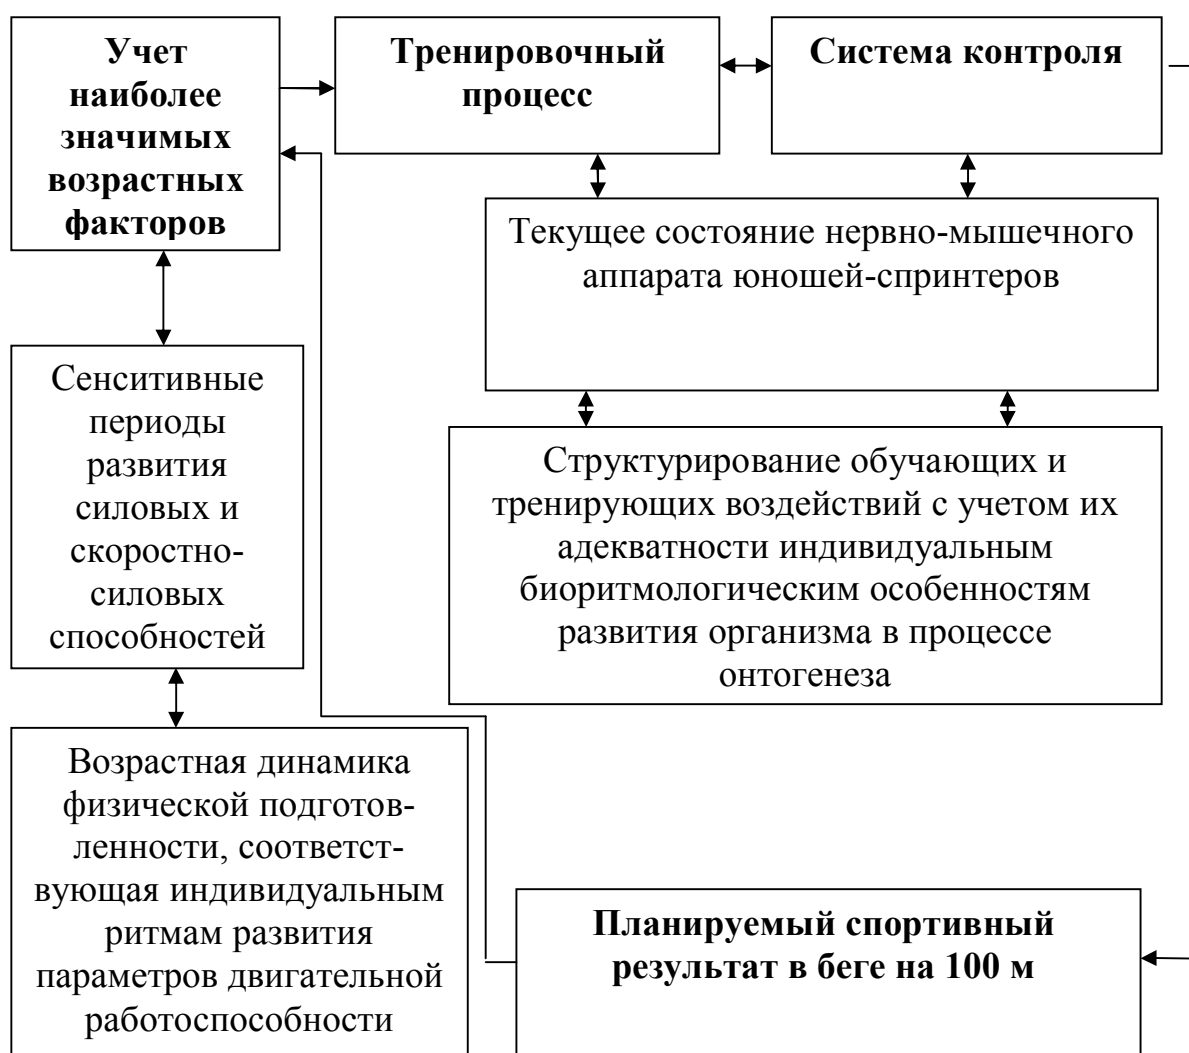 Учет
наиболее
значимых
возрастных
факторов
Тренировочный
процесс
Система контроля
Текущее состояние нервно-мышечного
аппарата юношей-спринтеров
Сенситивные
периоды
развития
силовых и
скоростно-
силовых
способностей
Структурирование обучающих и
тренирующих воздействий с учетом их
адекватности индивидуальным
биоритмологическим особенностям
развития организма в процессе
онтогенеза
Возрастная динамика
физической подготов-
ленности, соответст-
вующая индивидуальным
ритмам развития
параметров двигательной
работоспособности
Планируемый спортивный
результат в беге на 100 м